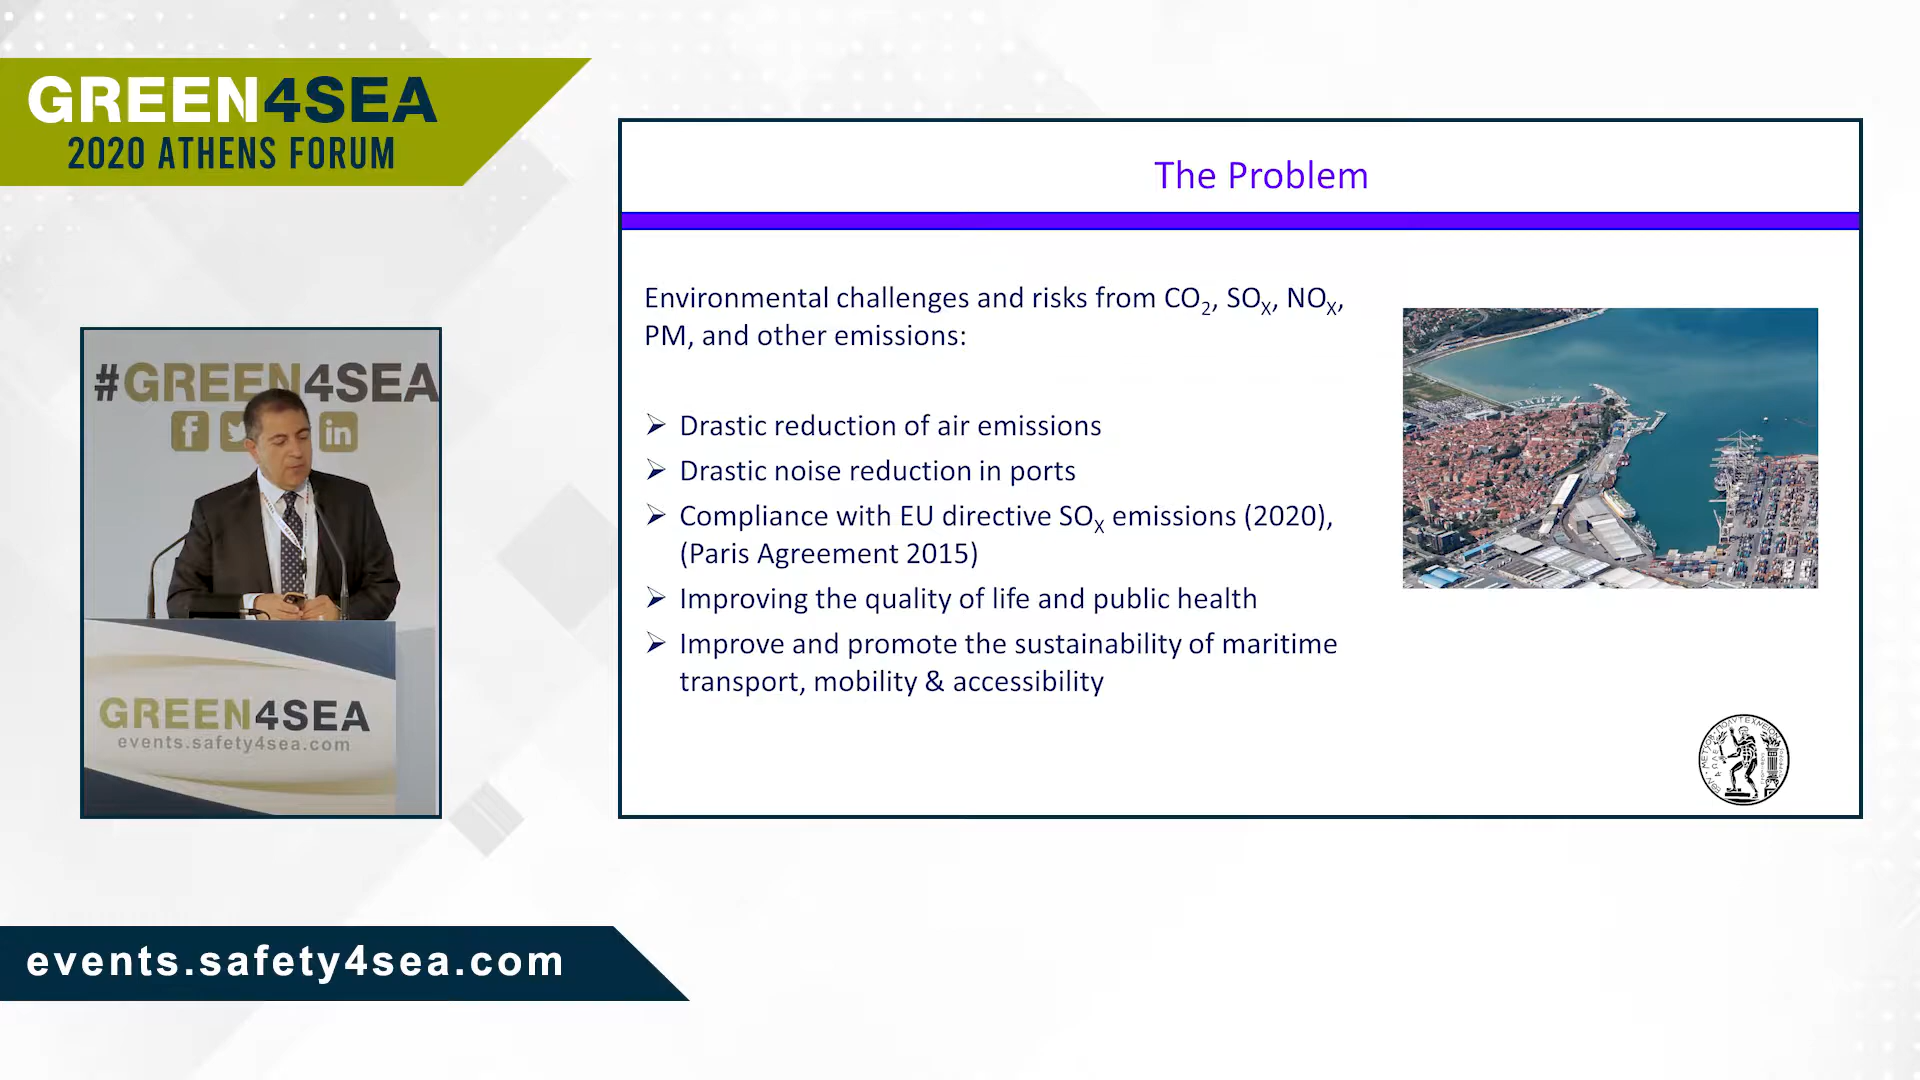 GREEN4SEA
2020 ATHENS FORUM
#GREEN4SEA
GREEN4SEA
events.safety4sea.com
The Problem
Environmental challenges and risks from CO₂, SOX, NOX,
PM, and other emissions:
➢ Drastic reduction of air emissions
➢ Drastic noise reduction in ports
➢ Compliance with EU directive SOX emissions (2020),
(Paris Agreement 2015)
➢ Improving the quality of life and public health
➢ Improve and promote the sustainability of maritime
transport, mobility & accessibility
events.safety4sea.com